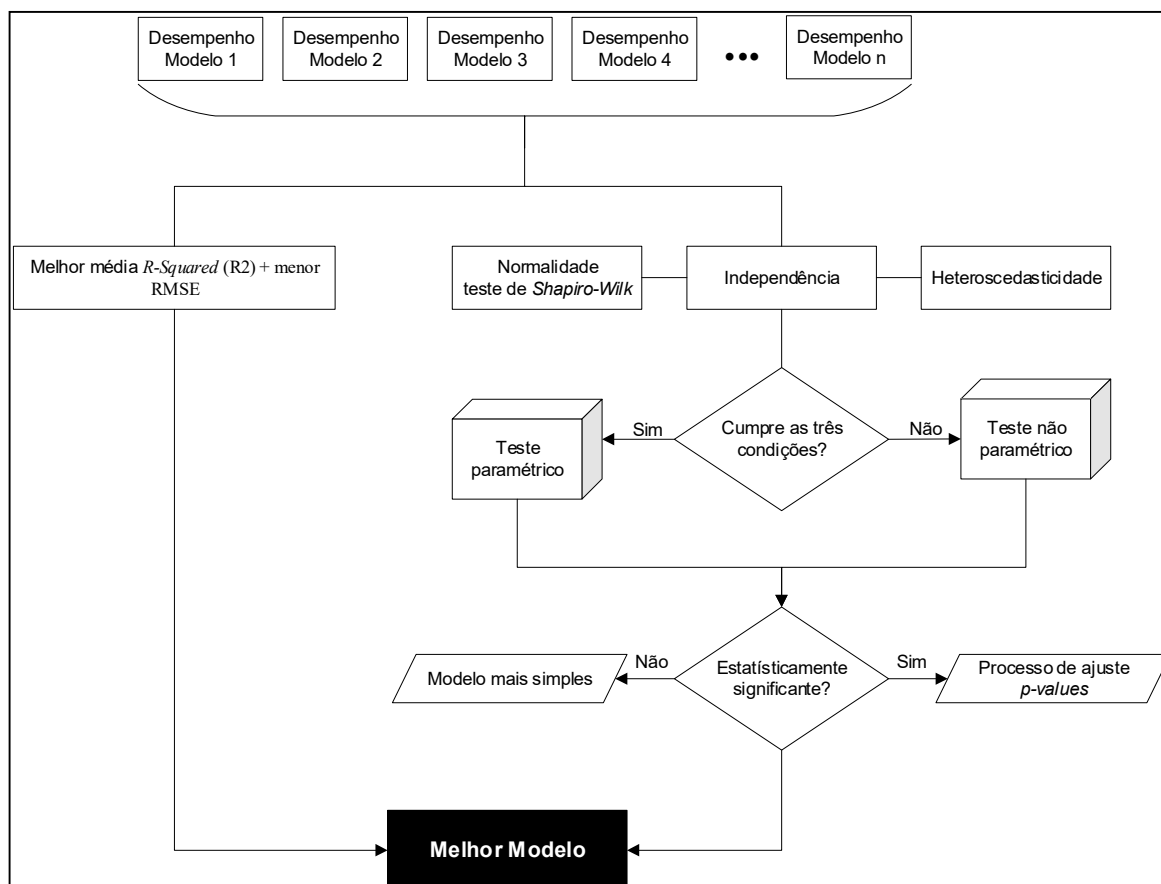 Desempenho
Modelo 1
Desempenho
Modelo 2
Desempenho
Modelo 3
Desempenho
Modelo 4
•••
Desempenho
Modelo n
Melhor média R-Squared (R2) + menor
RMSE
Normalidade
teste de Shapiro-Wilk
Independência
Heteroscedasticidade
Teste
paramétrico
Sim
Cumpre as três
condições?
Não
Teste não
paramétrico
Modelo mais simples
Não
Estatísticamente
significante?
Sim
Processo de ajuste
p-values
Melhor Modelo